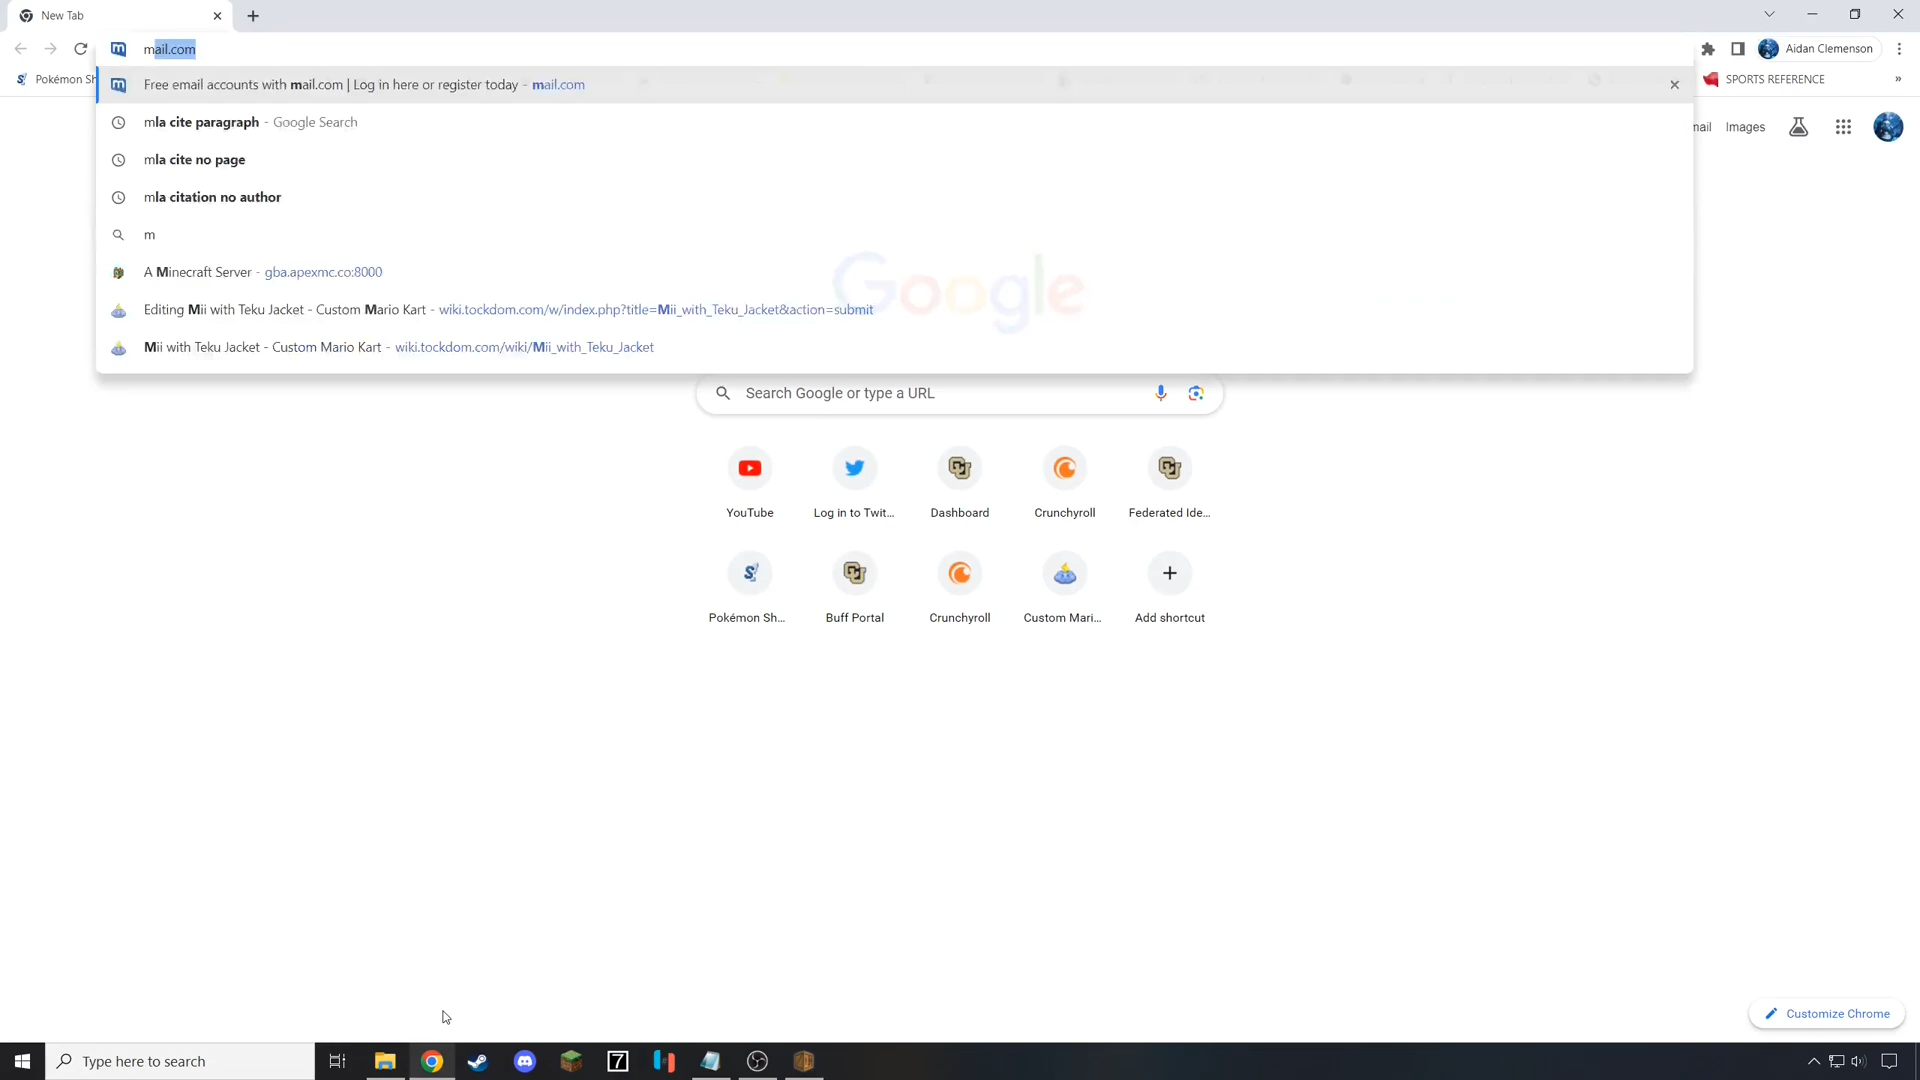 New Tab
mail.com
Aidan Clemenson
Pokémon Sh
SPORTS REFERENCE
»
Free email accounts with mail.com | Log in here or register today - mail.com
mla cite paragraph - Google Search
mail Images
mla cite no page
mla citation no author
m
A Minecraft Server - gba.apexmc.co:8000
Editing Mii with Teku Jacket - Custom Mario Kart - wiki.tockdom.com/w/index.php?title=Mii_with_Teku_Jacket&action=submit
Google
Mii with Teku Jacket - Custom Mario Kart - wiki.tockdom.com/wiki/Mii_with_Teku_Jacket
Search Google or type a URL
YouTube Log in to Twit... Dashboard Crunchyroll Federated Ide...
Pokémon Sh... Buff Portal Crunchyroll Custom Mari... Add shortcut
Customize Chrome
Type here to search
7